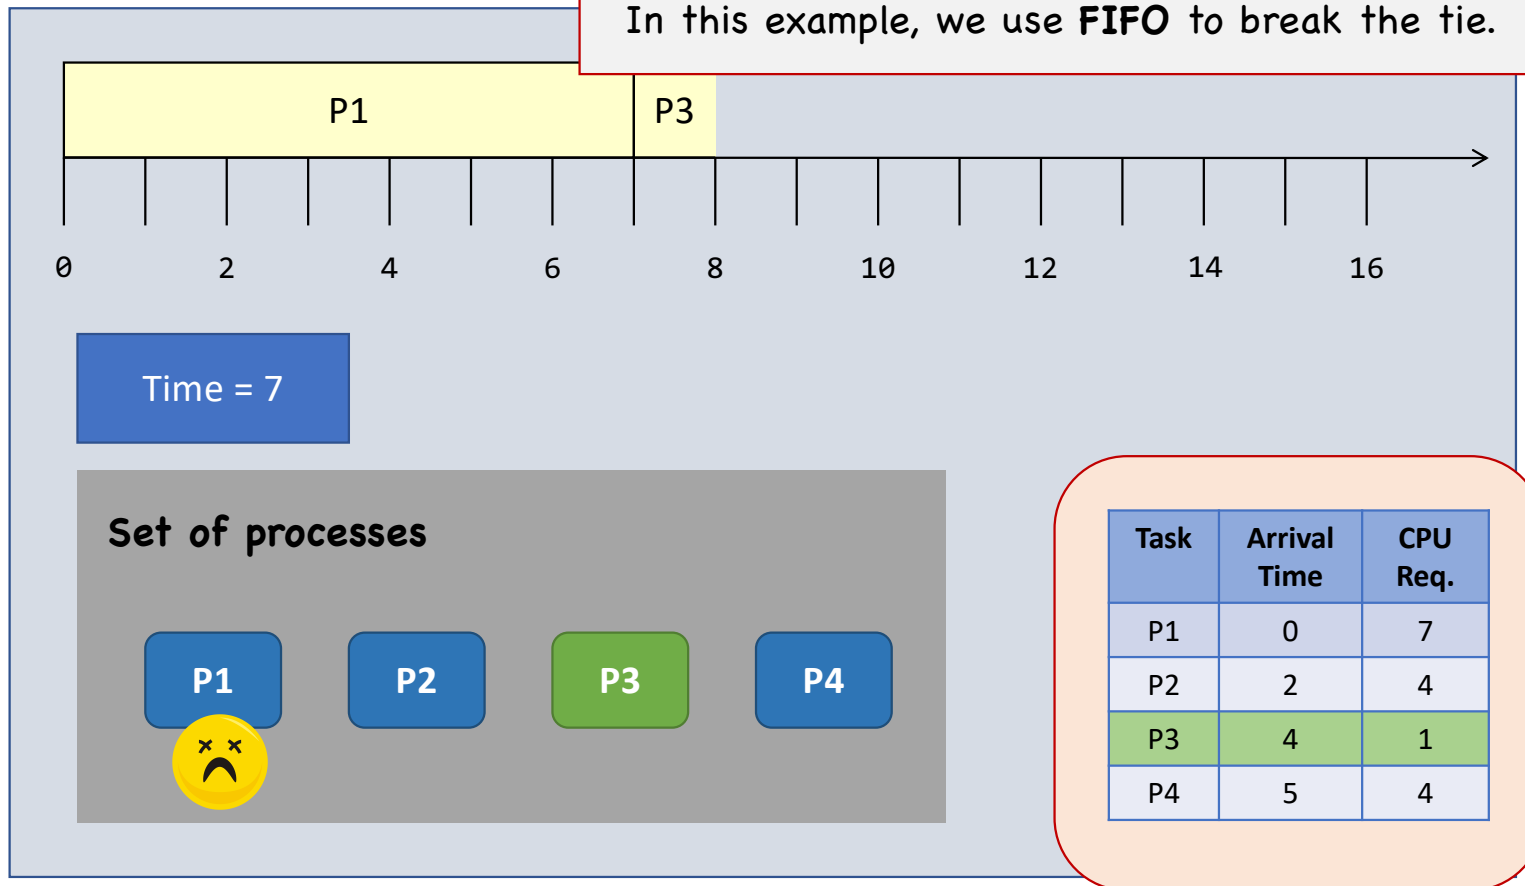 In this example, we use FIFO to break the tie.
P1 P3
0 2 4 6 8 10 12 14 16
Time = 7
Set of processes
P1 P2 P3 P4
Task Arrival Time CPU Req.
P1 0 7
P2 2 4
P3 4 1
P4 5 4